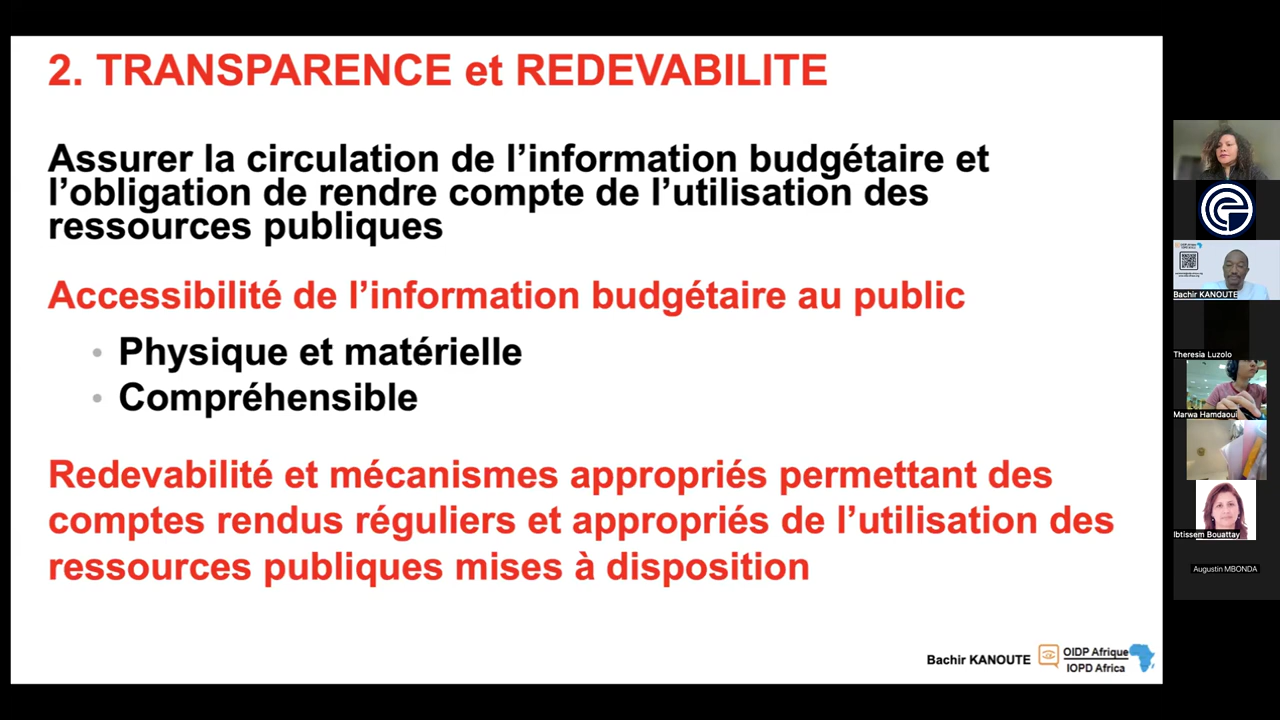 2. TRANSPARENCE et REDEVABILITE
Assurer la circulation de l’information budgétaire et
l’obligation de rendre compte de l’utilisation des
ressources publiques
Accessibilité de l’information budgétaire au public
• Physique et matérielle
• Compréhensible
Redevabilité et mécanismes appropriés permettant des
comptes rendus réguliers et appropriés de l’utilisation des
ressources publiques mises à disposition
Bachir KANOUTE
OIDP Afrique
IOPD Africa
Bachir KANOUTE
Theresia Luzolo
Marwa Hamdaoui
Ibtissem Bouattay
Augustin MBONDA